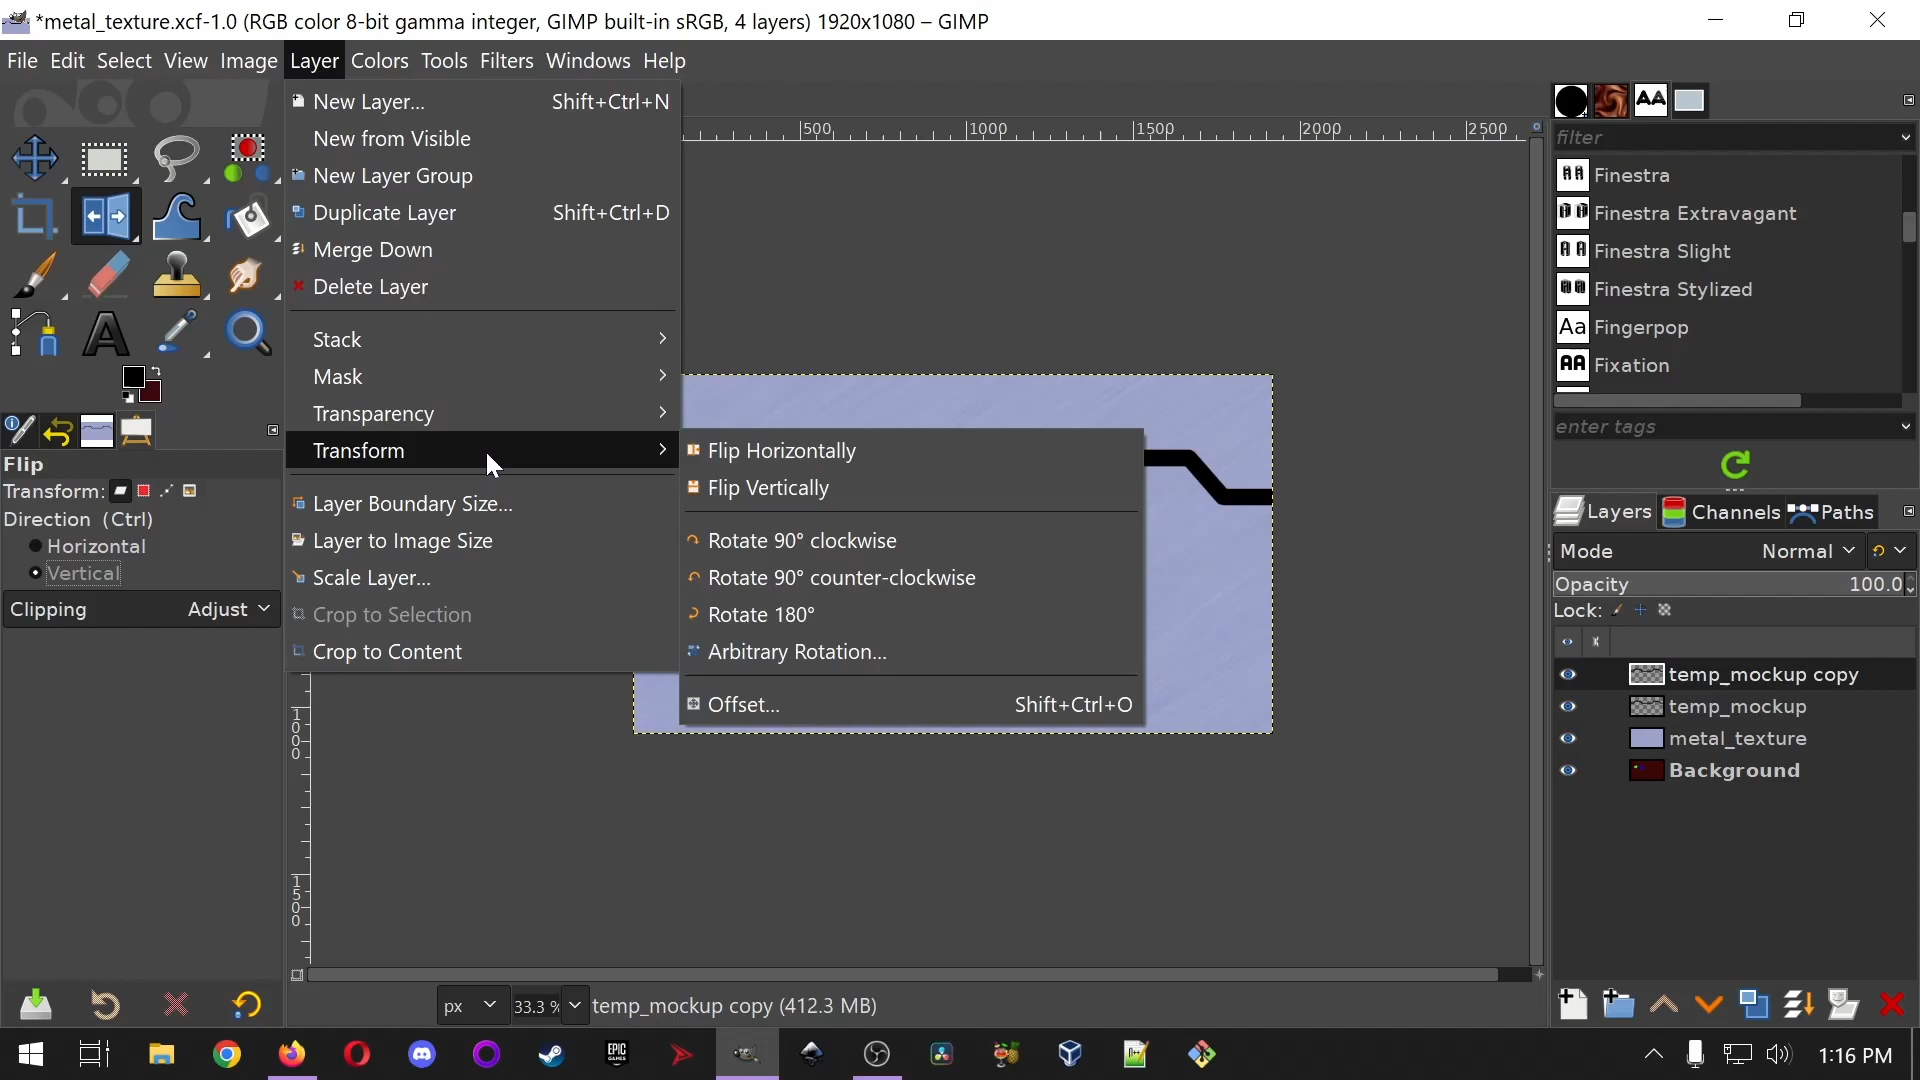 *metal_texture.xcf-1.0 (RGB color 8-bit gamma integer, GIMP built-in sRGB, 4 layers) 1920x1080 – GIMP
File Edit Select View Image Layer Colors Tools Filters Windows Help
New Layer... Shift+Ctrl+N
New from Visible
New Layer Group
Duplicate Layer Shift+Ctrl+D
Merge Down
Delete Layer
Stack
Mask
Transparency
Transform
Layer Boundary Size...
Layer to Image Size
Scale Layer...
Crop to Selection
Crop to Content
Flip Horizontally
Flip Vertically
Rotate 90° clockwise
Rotate 90° counter-clockwise
Rotate 180°
Arbitrary Rotation...
Offset... Shift+Ctrl+O
500 1000 1500 2000 2500
1000
1500
Flip
Transform:
Direction (Ctrl)
Horizontal
Vertical
Clipping Adjust
filter
Finestra
Finestra Extravagant
Finestra Slight
Finestra Stylized
Aa Fingerpop
AA Fixation
enter tags
Layers Channels Paths
Mode Normal
Opacity 100.0
Lock:
temp_mockup copy
temp_mockup
metal_texture
Background
px 33.3 % temp_mockup copy (412.3 MB)
EPIC GAMES
1:16 PM